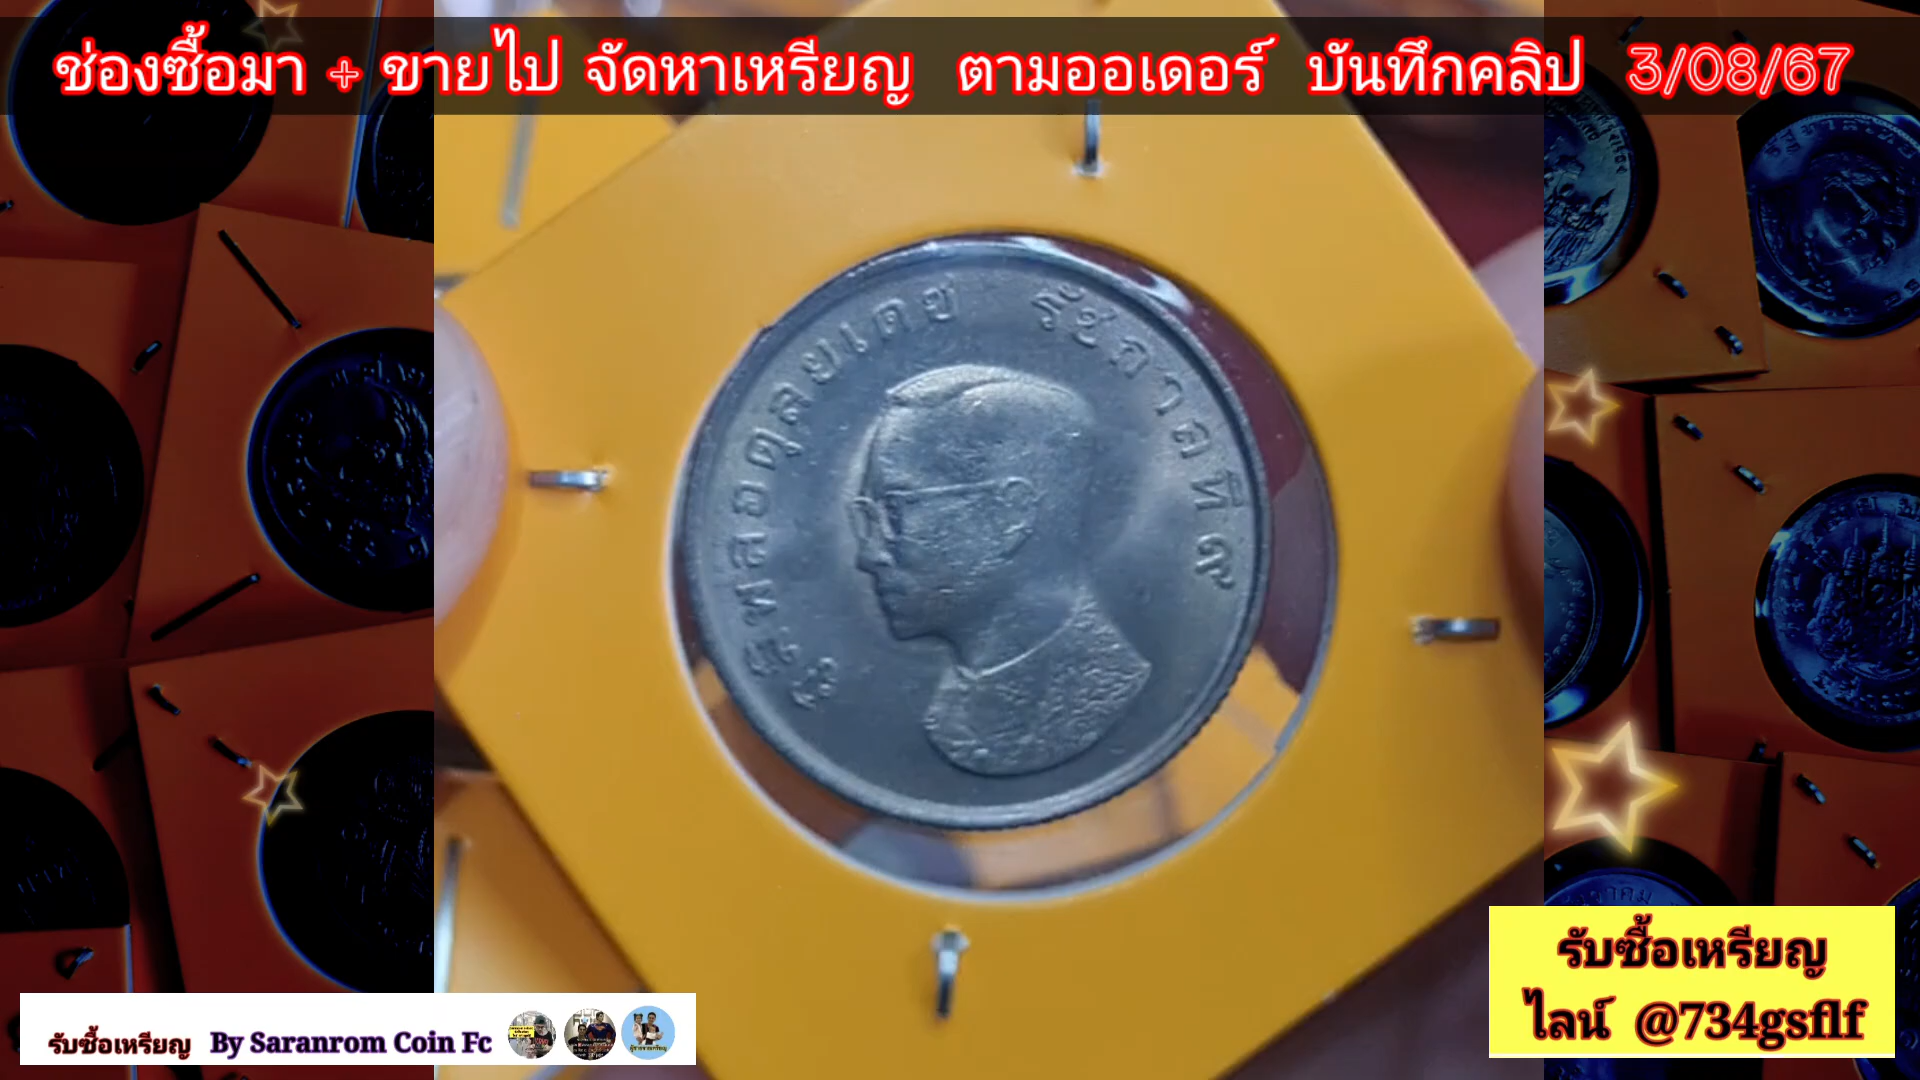 ช่องซื้อมา + ขายไป จัดหาเหรียญ ตามออเดอร์ บันทึกคลิป 3/08/67
ภูมิพลอดุลยเดช รัชกาลที่ ๙
รับซื้อเหรียญ
ไลน์ @734gsflf
รับซื้อเหรียญ By Saranrom Coin Fc